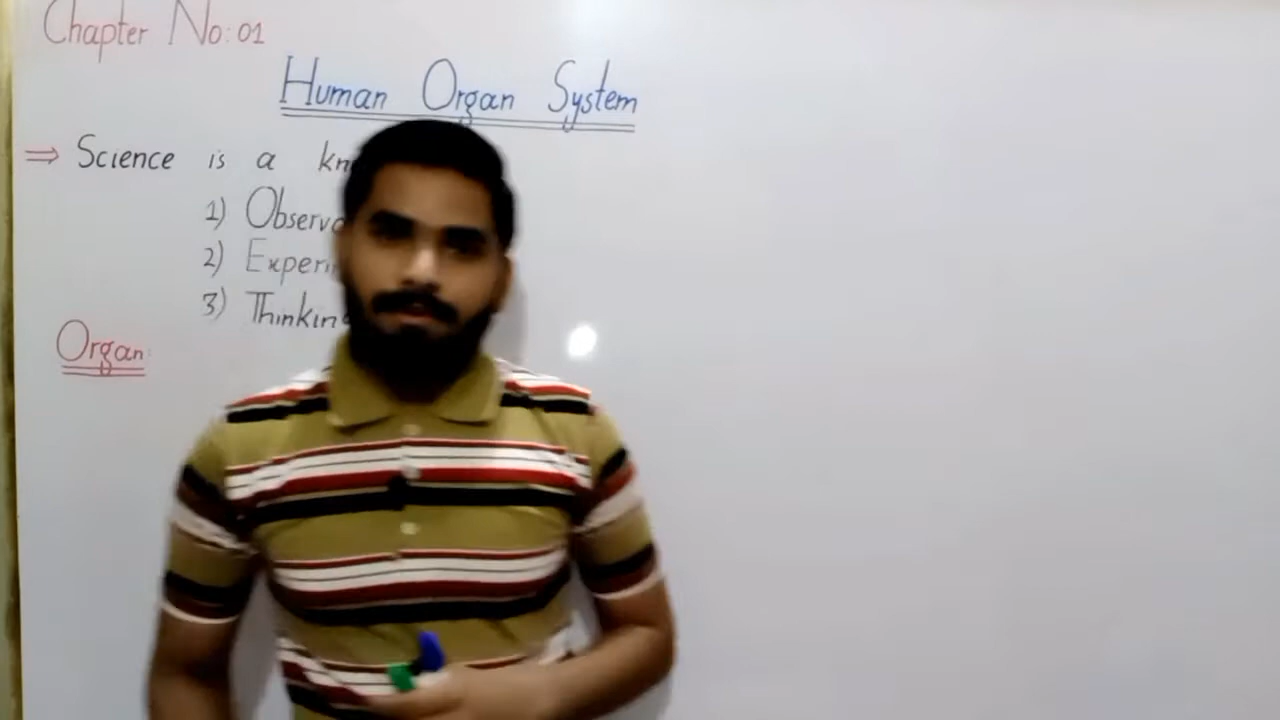 Chapter No:01
Human Organ System
⇒ Science is a
1)
2)
3)
Organ: